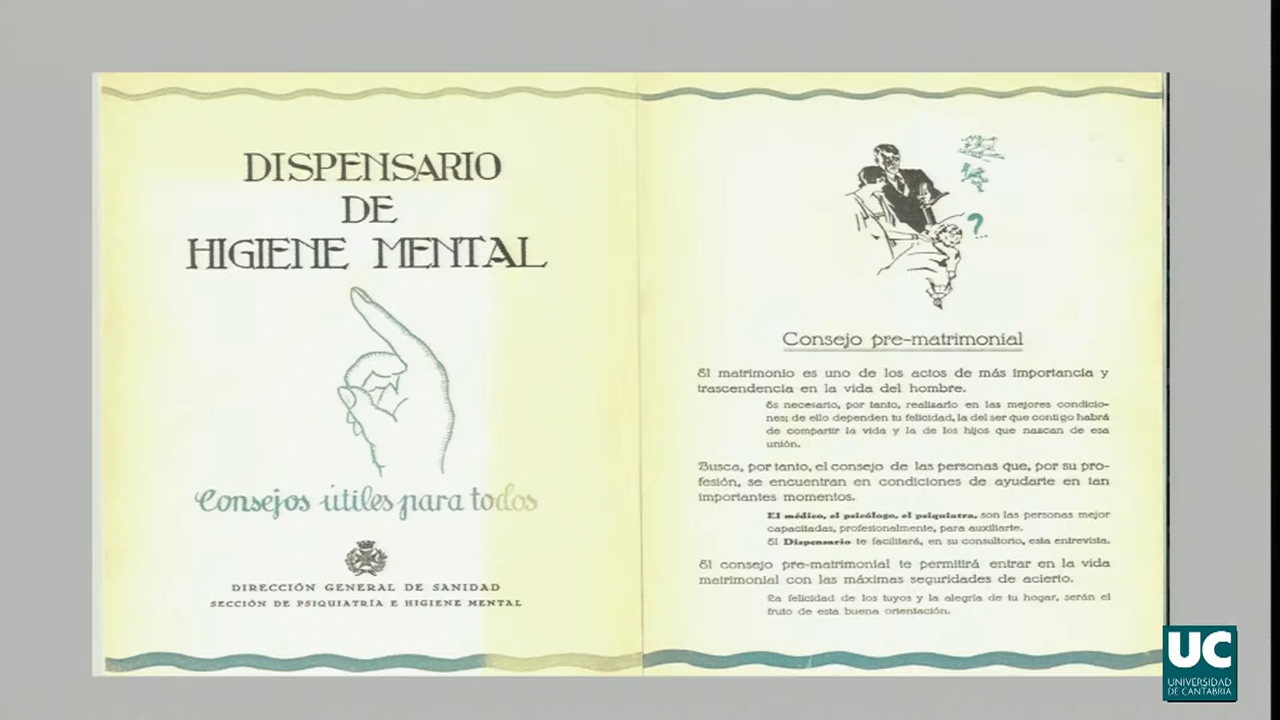 DISPENSARIO
DE
HIGIENE MENTAL
Consejos útiles para todos
DIRECCIÓN GENERAL DE SANIDAD
SECCIÓN DE PSIQUIATRÍA E HIGIENE MENTAL
?
Consejo pre-matrimonial
El matrimonio es uno de los actos de más importancia y
trascendencia en la vida del hombre.
Es necesario, por tanto, realizarlo en las mejores condicio-
nes; de ello dependen tu felicidad, la del ser que contigo habrá
de compartir la vida y la de los hijos que nazcan de esa
unión.
Busca, por tanto, el consejo de las personas que, por su pro-
fesión, se encuentran en condiciones de ayudarte en tan
importantes momentos.
El médico, el psicólogo, el psiquiatra, son las personas mejor
capacitadas, profesionalmente, para auxiliarte.
El Dispensario te facilitará, en su consultorio, esta entrevista.
El consejo pre-matrimonial te permitirá entrar en la vida
matrimonial con las máximas seguridades de acierto.
La felicidad de los tuyos y la alegría de tu hogar, serán el
fruto de esta buena orientación.
UC
UNIVERSIDAD
DE CANTABRIA